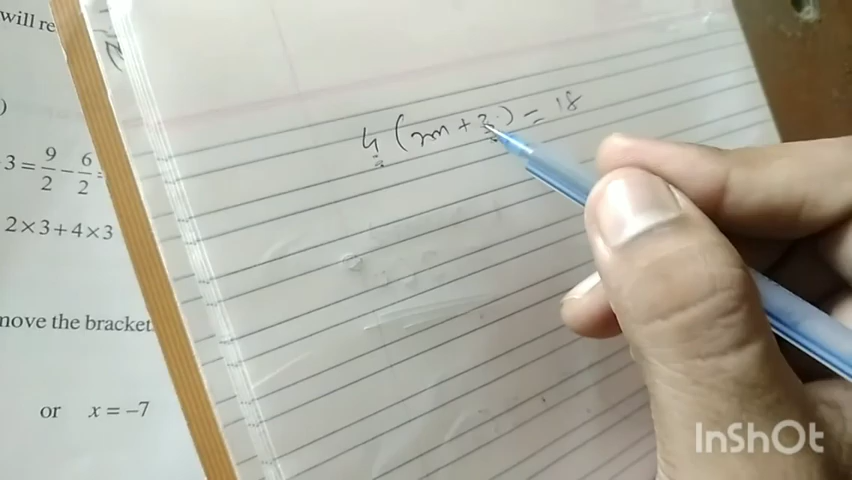 will re
)
3 = 9/2 − 6/2 =
2×3+4×3
move the bracket
or x = –7
4(m+3) = 18
InShOt